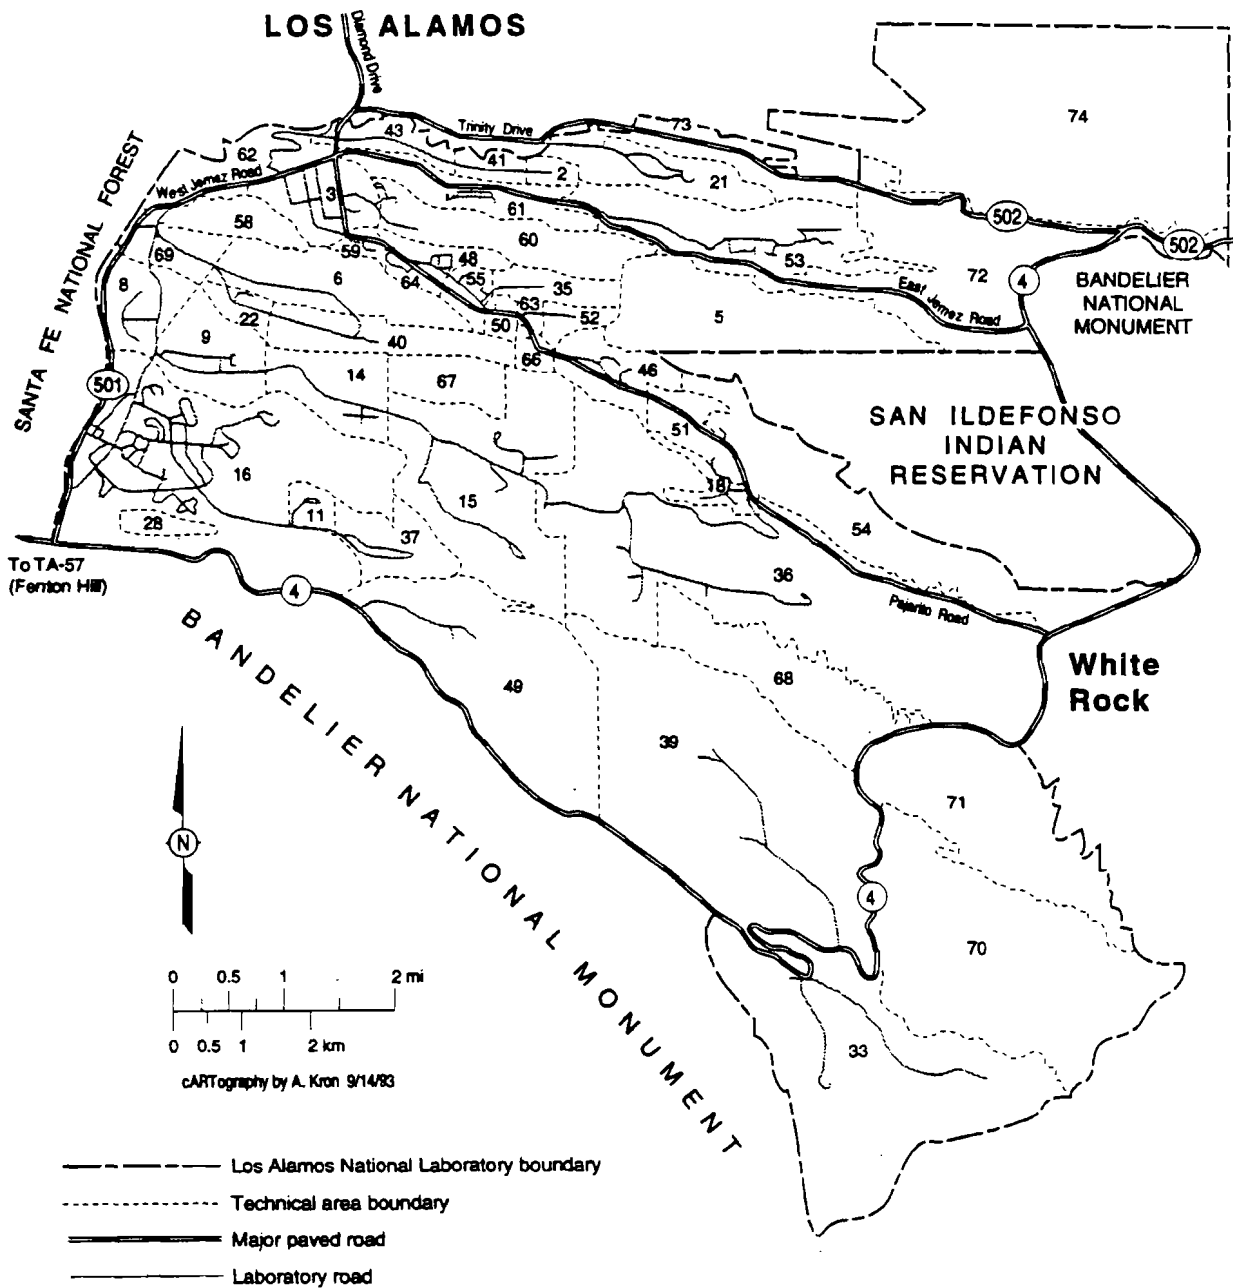 LOS ALAMOS
Diamond Drive
Trinity Drive
43
73
74
62
41
2
21
West Jemez Road
SANTA FE NATIONAL FOREST
3
61
58
60
502
502
59
48
53
72
4
69
8
6
64
55
35
BANDELIER
NATIONAL
MONUMENT
East Jemez Road
22
63
52
5
50
9
40
66
46
14
67
501
51
SAN ILDEFONSO
INDIAN
RESERVATION
16
18
15
11
28
37
54
To TA-57
(Fenton Hill)
4
36
Pajarito Road
BANDELIER NATIONAL MONUMENT
White
Rock
49
68
39
71
N
4
70
0 0.5 1 2 mi
0 0.5 1 2 km
33
cARTography by A. Kron 9/14/93
Los Alamos National Laboratory boundary
Technical area boundary
Major paved road
Laboratory road